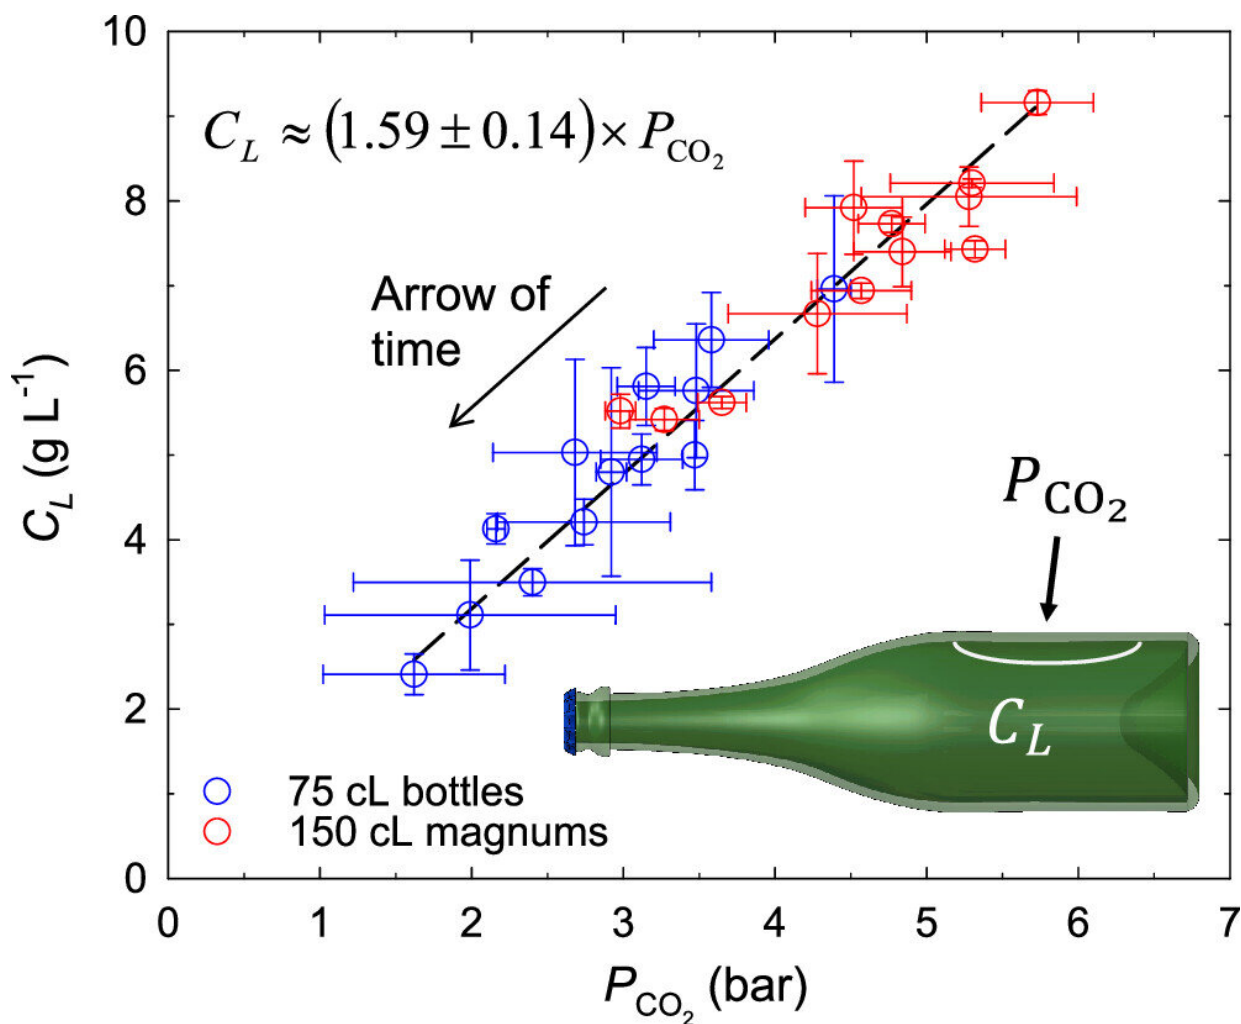 10
8
6
4
2
0
C_L (g L⁻¹)
C_L ≈ (1.59 ± 0.14) × P_CO₂
Arrow of
time
P_CO₂
C_L
75 cL bottles
150 cL magnums
0 1 2 3 4 5 6 7
P_CO₂ (bar)